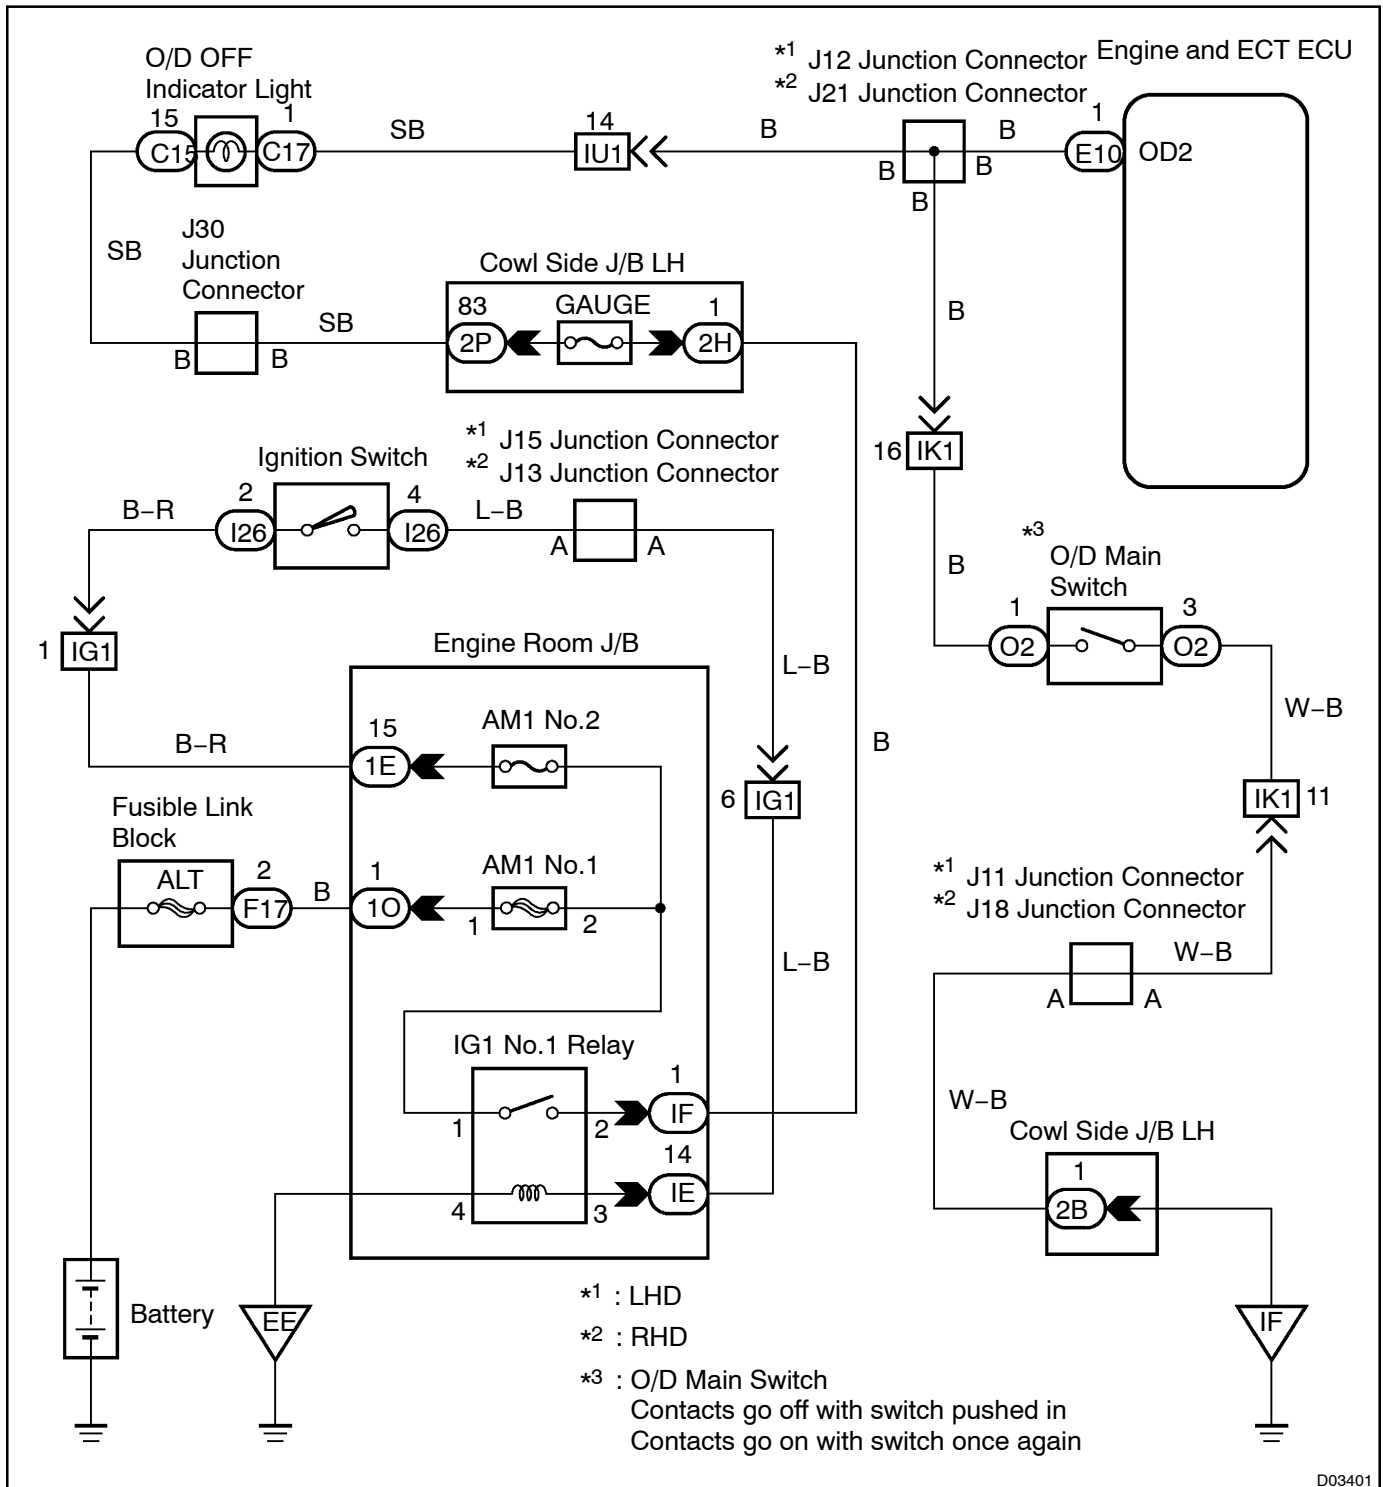 O/D OFF
Indicator Light
*1 J12 Junction Connector
*2 J21 Junction Connector
Engine and ECT ECU
15
C15
1
C17
SB
14
IU1
B
B
B
B
B
1
E10
OD2
SB
J30
Junction
Connector
B
B
SB
Cowl Side J/B LH
83
2P
GAUGE
1
2H
B
16 IK1
Ignition Switch
*1 J15 Junction Connector
*2 J13 Junction Connector
B–R
2
I26
4
I26
L–B
A
A
B
*3
O/D Main
Switch
1
O2
3
O2
1 IG1
Engine Room J/B
L–B
W–B
B–R
15
1E
AM1 No.2
B
6 IG1
IK1 11
Fusible Link
Block
ALT
2
F17
B
1
1O
AM1 No.1
1
2
*1 J11 Junction Connector
*2 J18 Junction Connector
L–B
W–B
A
A
IG1 No.1 Relay
1
2
1
IF
14
IE
4
3
W–B
Cowl Side J/B LH
1
2B
Battery
EE
IF
*1 : LHD
*2 : RHD
*3 : O/D Main Switch
Contacts go off with switch pushed in
Contacts go on with switch once again
D03401